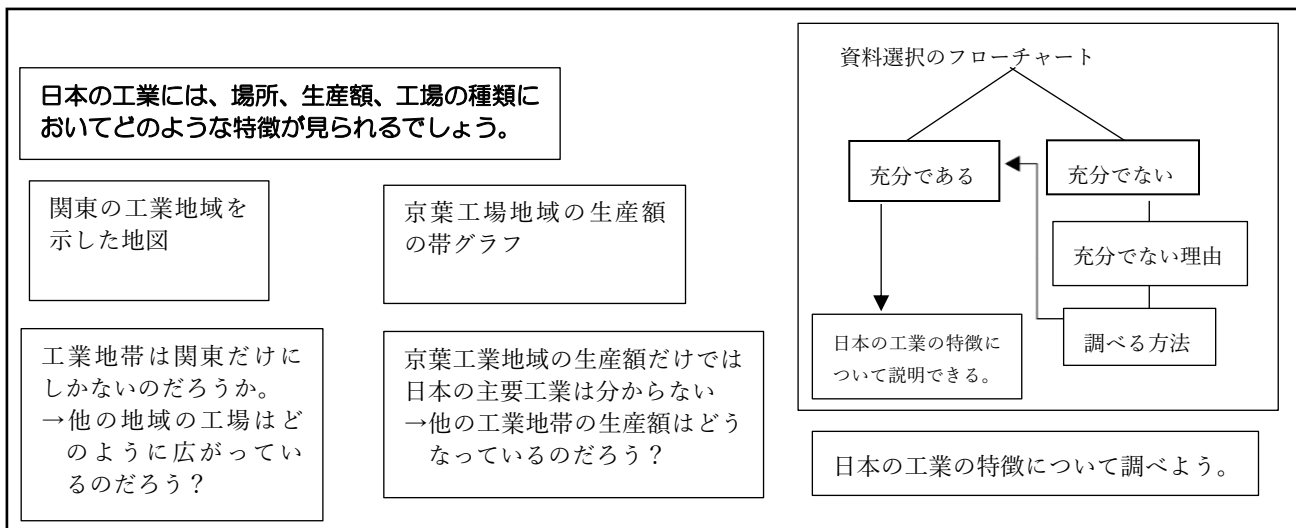 日本の工業には、場所、生産額、工場の種類に
おいてどのような特徴が見られるでしょう。
関東の工業地域を
示した地図
京葉工場地域の生産額
の帯グラフ
工業地帯は関東だけに
しかないのだろうか。
→他の地域の工場はど
のように広がってい
るのだろう？
京葉工業地域の生産額だけでは
日本の主要工業は分からない
→他の工業地帯の生産額はどう
なっているのだろう？
資料選択のフローチャート
充分である
充分でない
充分でない理由
調べる方法
日本の工業の特徴に
ついて説明できる。
日本の工業の特徴について調べよう。